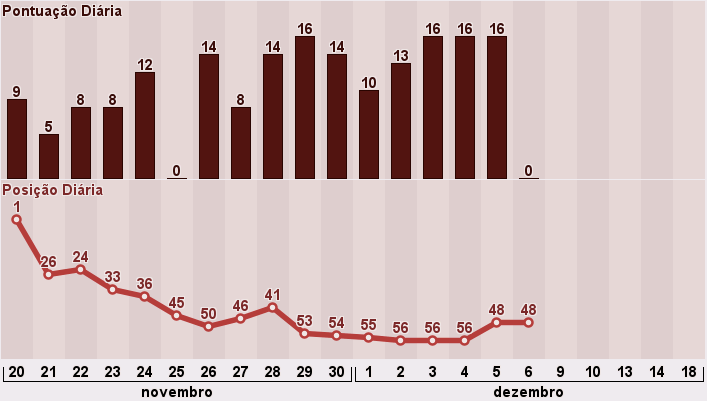 Pontuação Diária
9 5 8 8 12 0 14 8 14 16 14 10 13 16 16 16 0
Posição Diária
1 26 24 33 36 45 50 46 41 53 54 55 56 56 56 48 48
20 21 22 23 24 25 26 27 28 29 30 1 2 3 4 5 6 9 10 13 14 18
novembro dezembro